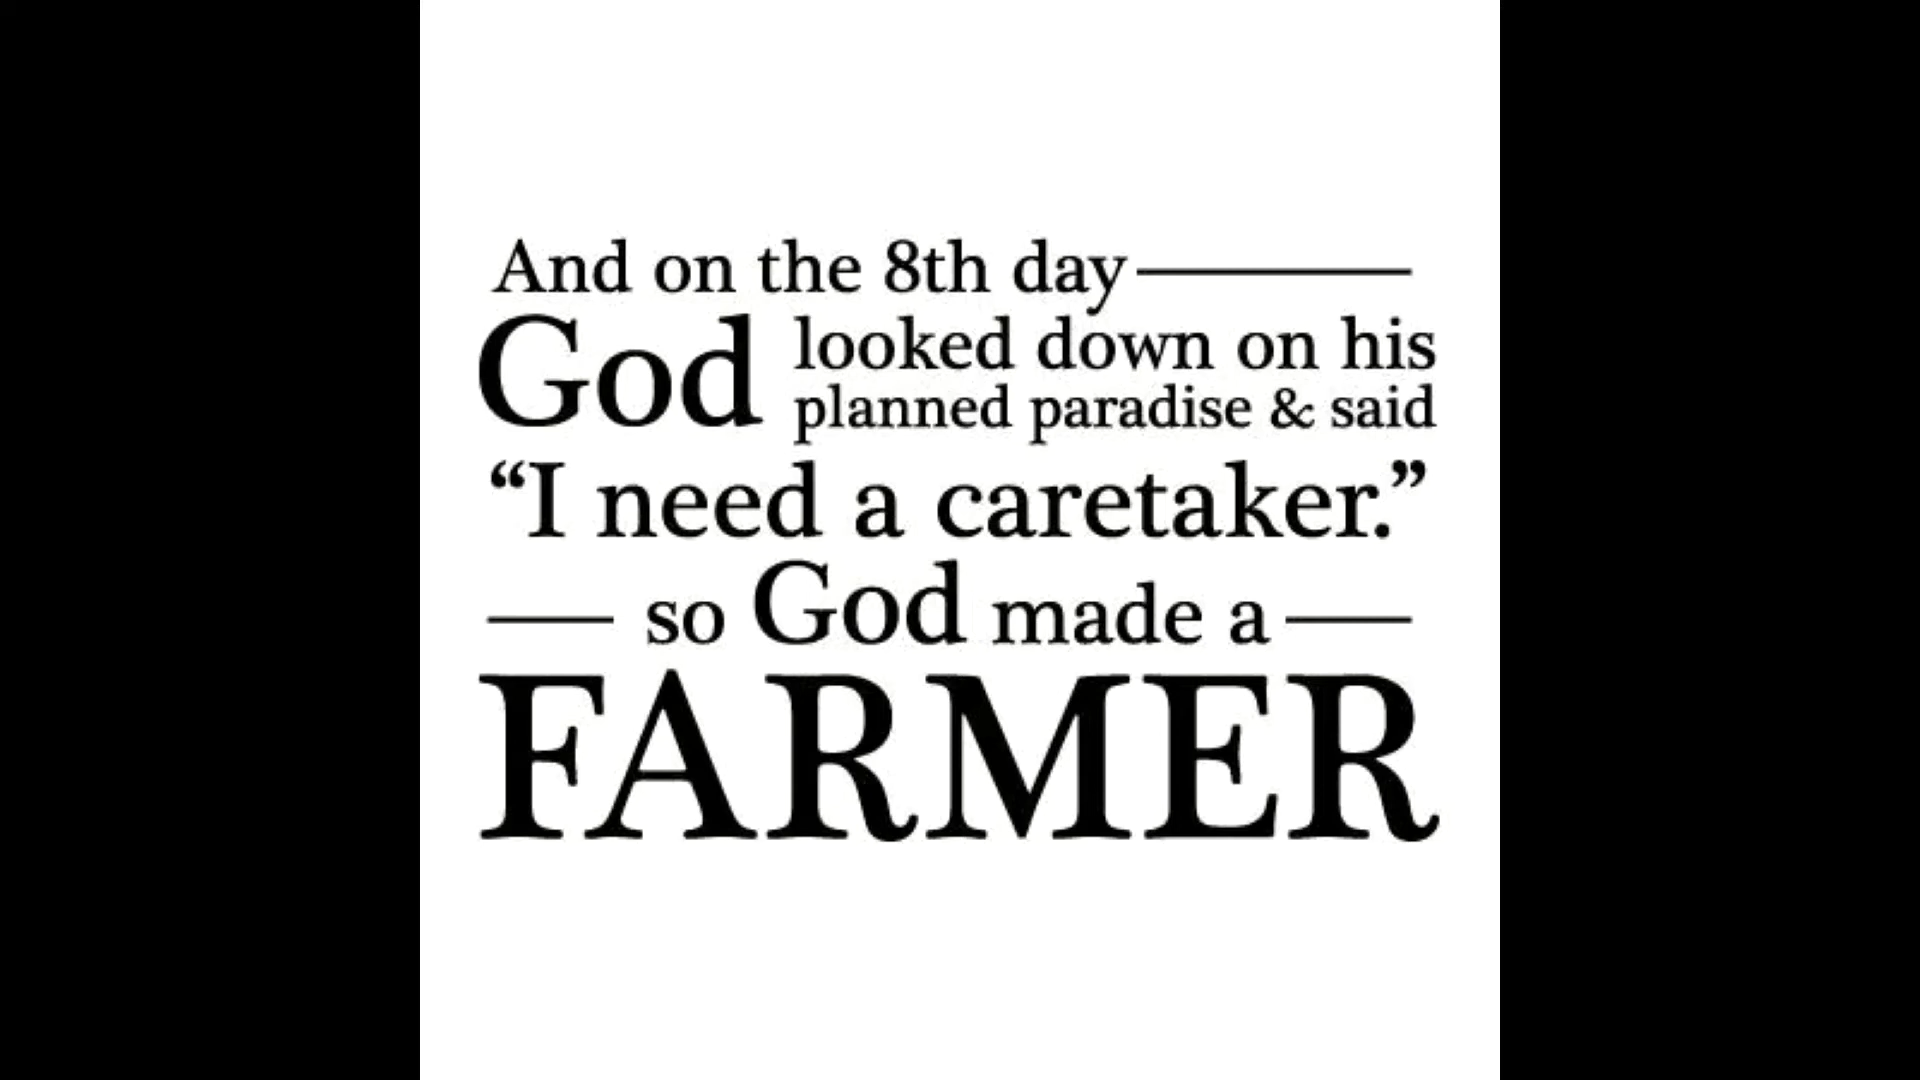 And on the 8th day
God looked down on his
planned paradise & said
“I need a caretaker.”
so God made a
FARMER